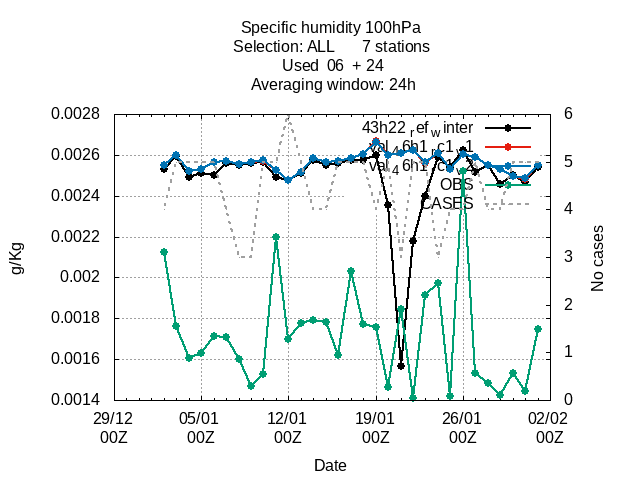 Specific humidity 100hPa
Selection: ALL 7 stations
Used 06 + 24
Averaging window: 24h
43h22 ref winter
OBS
CASES
g/Kg
0.0028
0.0026
0.0024
0.0022
0.002
0.0018
0.0016
0.0014
6
5
4
3
2
1
0
No cases
29/12 05/01 12/01 19/01 26/01 02/02
00Z 00Z 00Z 00Z 00Z 00Z
Date